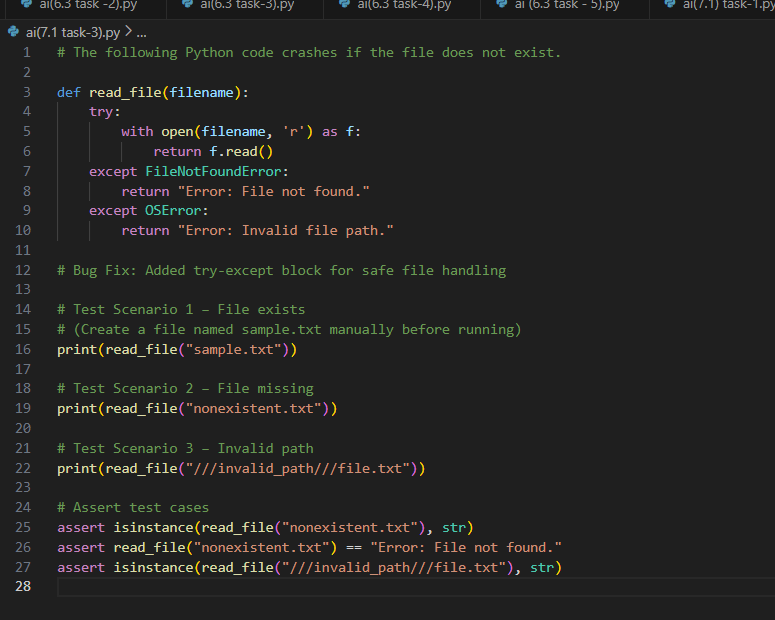 ai(6.3 task -2).py ai(6.3 task-3).py ai(6.3 task-4).py ai (6.3 task - 5).py ai(7.1) task-1.py
ai(7.1 task-3).py > ...
1 # The following Python code crashes if the file does not exist.
2
3 def read_file(filename):
4     try:
5         with open(filename, 'r') as f:
6             return f.read()
7     except FileNotFoundError:
8         return "Error: File not found."
9     except OSError:
10         return "Error: Invalid file path."
11
12 # Bug Fix: Added try-except block for safe file handling
13
14 # Test Scenario 1 – File exists
15 # (Create a file named sample.txt manually before running)
16 print(read_file("sample.txt"))
17
18 # Test Scenario 2 – File missing
19 print(read_file("nonexistent.txt"))
20
21 # Test Scenario 3 – Invalid path
22 print(read_file("///invalid_path///file.txt"))
23
24 # Assert test cases
25 assert isinstance(read_file("nonexistent.txt"), str)
26 assert read_file("nonexistent.txt") == "Error: File not found."
27 assert isinstance(read_file("///invalid_path///file.txt"), str)
28